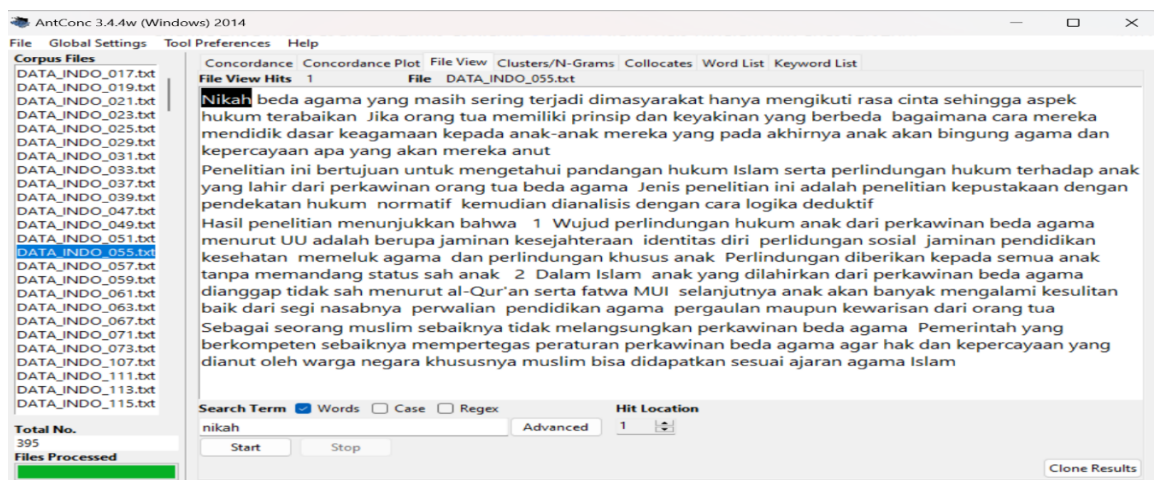 AntConc 3.4.4w (Windows) 2014
File Global Settings Tool Preferences Help
Corpus Files
DATA_INDO_017.txt
DATA_INDO_019.txt
DATA_INDO_021.txt
DATA_INDO_023.txt
DATA_INDO_025.txt
DATA_INDO_029.txt
DATA_INDO_031.txt
DATA_INDO_033.txt
DATA_INDO_037.txt
DATA_INDO_039.txt
DATA_INDO_047.txt
DATA_INDO_049.txt
DATA_INDO_051.txt
DATA_INDO_055.txt
DATA_INDO_057.txt
DATA_INDO_059.txt
DATA_INDO_061.txt
DATA_INDO_063.txt
DATA_INDO_067.txt
DATA_INDO_071.txt
DATA_INDO_073.txt
DATA_INDO_107.txt
DATA_INDO_111.txt
DATA_INDO_113.txt
DATA_INDO_115.txt
Total No.
395
Files Processed
Concordance Concordance Plot File View Clusters/N-Grams Collocates Word List Keyword List
File View Hits 1 File DATA_INDO_055.txt
Nikah beda agama yang masih sering terjadi dimasyarakat hanya mengikuti rasa cinta sehingga aspek
hukum terabaikan Jika orang tua memiliki prinsip dan keyakinan yang berbeda bagaimana cara mereka
mendidik dasar keagamaan kepada anak-anak mereka yang pada akhirnya anak akan bingung agama dan
kepercayaan apa yang akan mereka anut
Penelitian ini bertujuan untuk mengetahui pandangan hukum Islam serta perlindungan hukum terhadap anak
yang lahir dari perkawinan orang tua beda agama Jenis penelitian ini adalah penelitian kepustakaan dengan
pendekatan hukum normatif kemudian dianalisis dengan cara logika deduktif
Hasil penelitian menunjukkan bahwa 1 Wujud perlindungan hukum anak dari perkawinan beda agama
menurut UU adalah berupa jaminan kesejahteraan identitas diri perlidungan sosial jaminan pendidikan
kesehatan memeluk agama dan perlindungan khusus anak Perlindungan diberikan kepada semua anak
tanpa memandang status sah anak 2 Dalam Islam anak yang dilahirkan dari perkawinan beda agama
dianggap tidak sah menurut al-Qur'an serta fatwa MUI selanjutnya anak akan banyak mengalami kesulitan
baik dari segi nasabnya perwalian pendidikan agama pergaulan maupun kewarisan dari orang tua
Sebagai seorang muslim sebaiknya tidak melangsungkan perkawinan beda agama Pemerintah yang
berkompeten sebaiknya mempertegas peraturan perkawinan beda agama agar hak dan kepercayaan yang
dianut oleh warga negara khususnya muslim bisa didapatkan sesuai ajaran agama Islam
Search Term Words Case Regex Hit Location
nikah Advanced 1
Start Stop
Clone Results